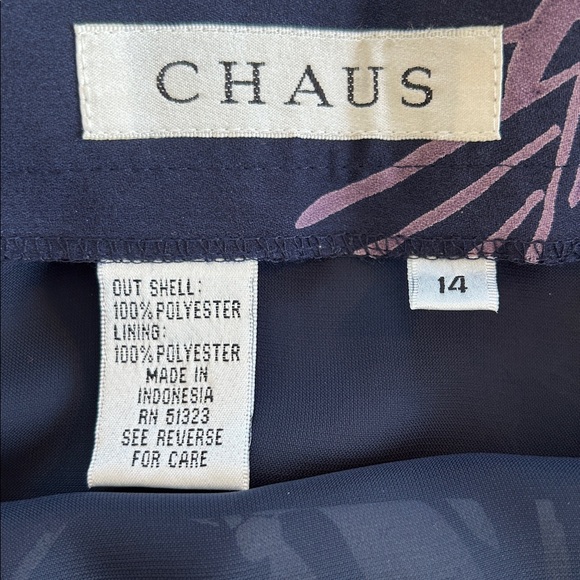 CHAUS
OUT SHELL:
100%POLYESTER
LINING:
100%POLYESTER
MADE IN
INDONESIA
RN 51323
SEE REVERSE
FOR CARE
14